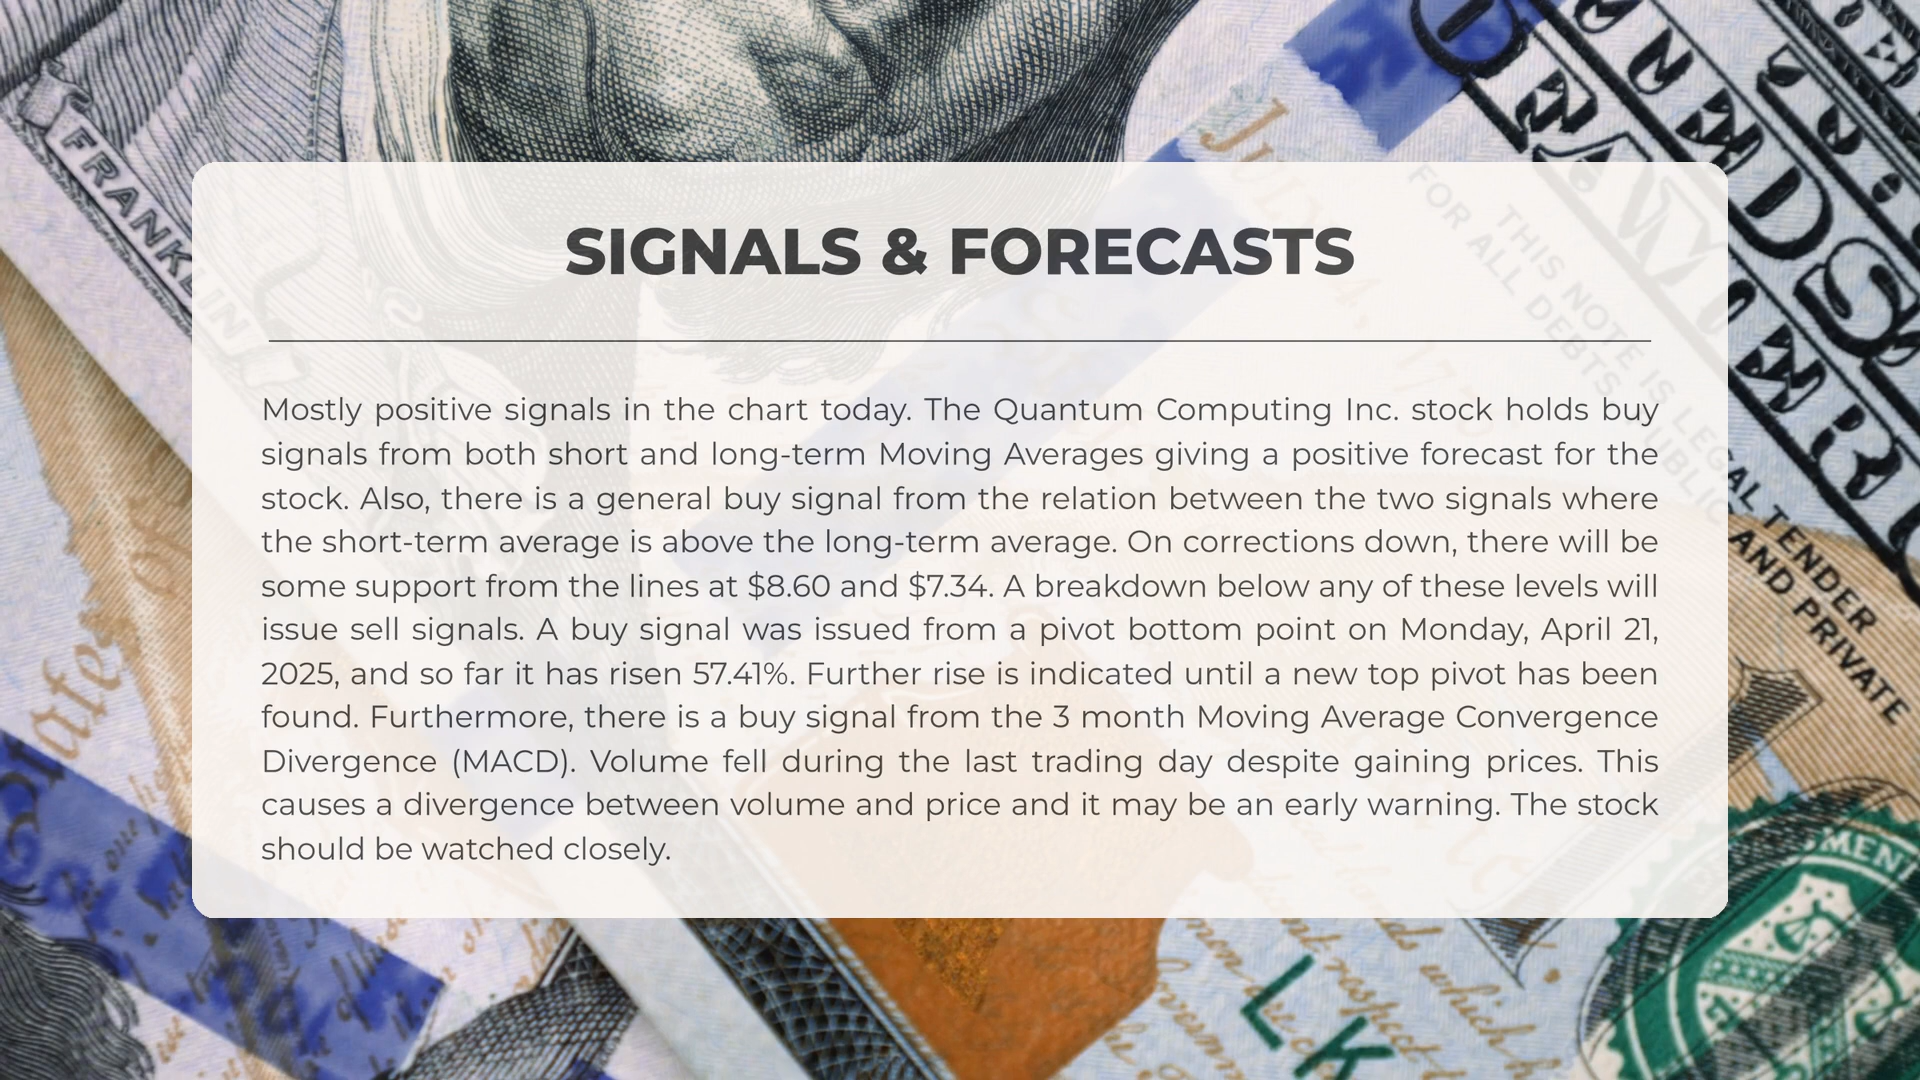 SIGNALS & FORECASTS
Mostly positive signals in the chart today. The Quantum Computing Inc. stock holds buy
signals from both short and long-term Moving Averages giving a positive forecast for the
stock. Also, there is a general buy signal from the relation between the two signals where
the short-term average is above the long-term average. On corrections down, there will be
some support from the lines at $8.60 and $7.34. A breakdown below any of these levels will
issue sell signals. A buy signal was issued from a pivot bottom point on Monday, April 21,
2025, and so far it has risen 57.41%. Further rise is indicated until a new top pivot has been
found. Furthermore, there is a buy signal from the 3 month Moving Average Convergence
Divergence (MACD). Volume fell during the last trading day despite gaining prices. This
causes a divergence between volume and price and it may be an early warning. The stock
should be watched closely.
FRANKLIN
JULY 4, 1776
THIS NOTE IS LEGAL TENDER
FOR ALL DEBTS PUBLIC AND PRIVATE
LK